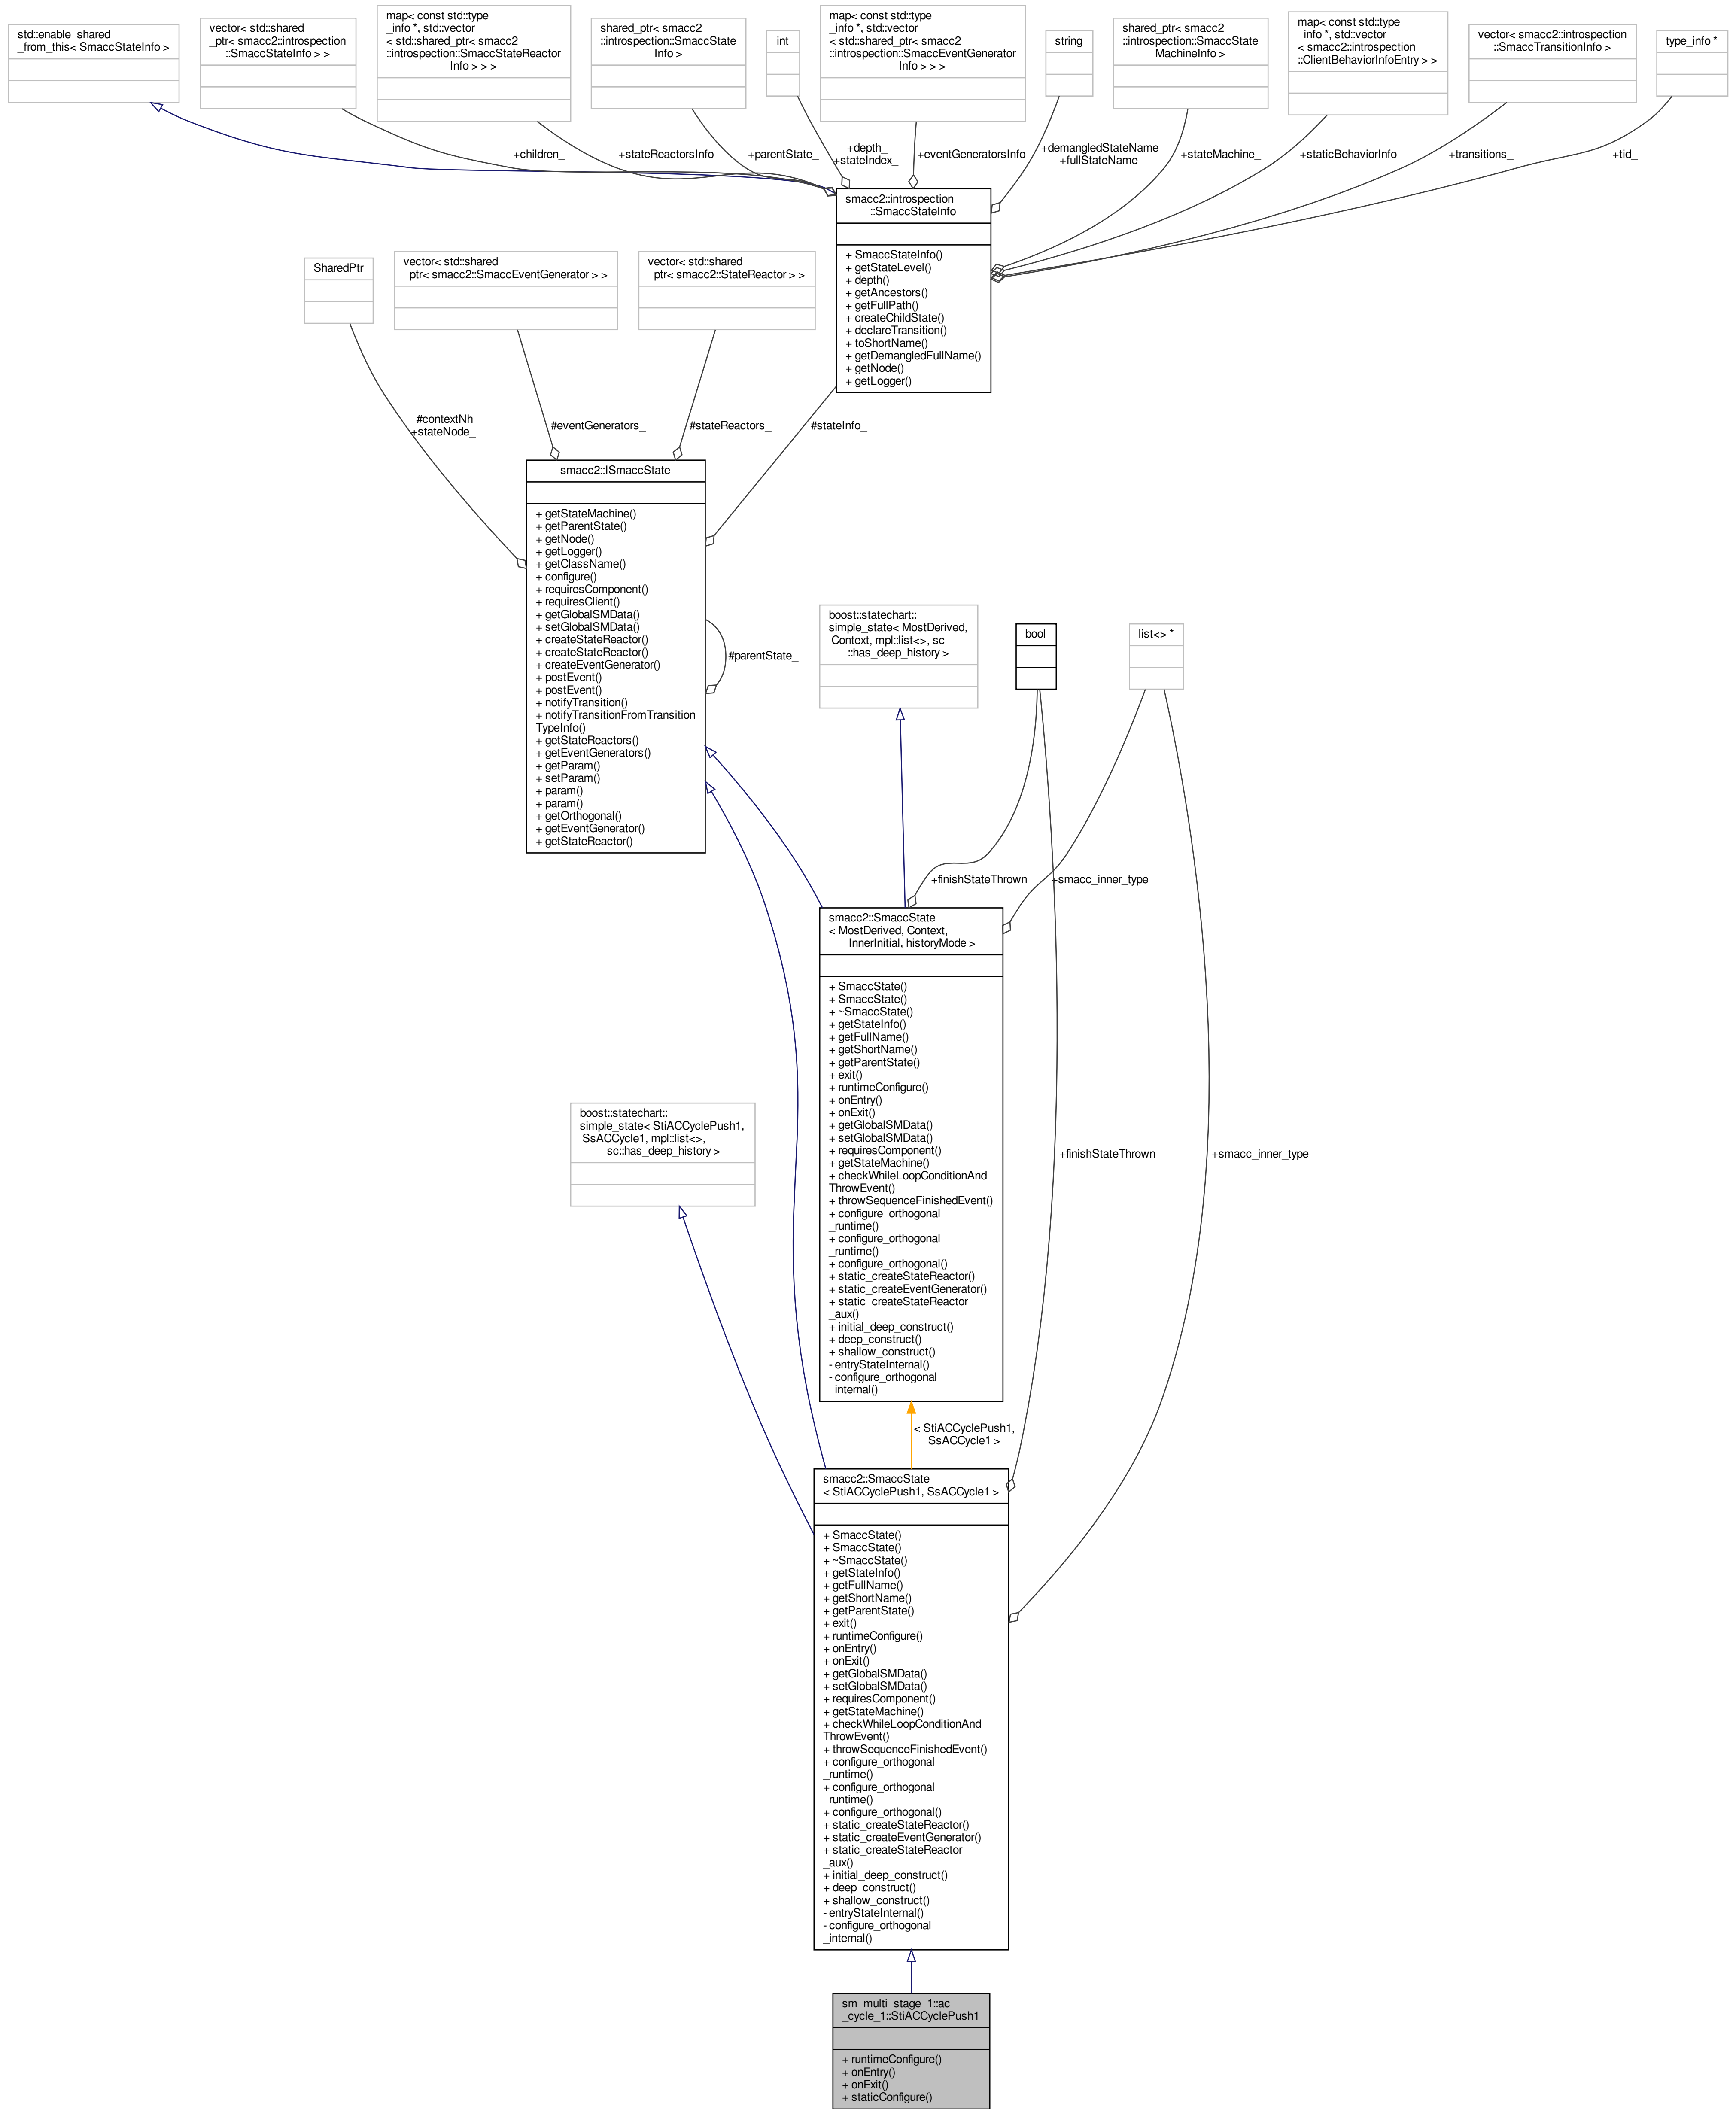 std::enable_shared
_from_this< SmaccStateInfo >
vector< std::shared
_ptr< smacc2::introspection
::SmaccStateInfo > >
map< const std::type
_info *, std::vector
< std::shared_ptr< smacc2
::introspection::SmaccStateReactor
Info > > >
shared_ptr< smacc2
::introspection::SmaccState
Info >
int
map< const std::type
_info *, std::vector
< std::shared_ptr< smacc2
::introspection::SmaccEventGenerator
Info > > >
string
shared_ptr< smacc2
::introspection::SmaccState
MachineInfo >
map< const std::type
_info *, std::vector
< smacc2::introspection
::ClientBehaviorInfoEntry > >
vector< smacc2::introspection
::SmaccTransitionInfo >
type_info *
+children_
+stateReactorsInfo
+parentState_
+depth_
+stateIndex_
+eventGeneratorsInfo
+demangledStateName
+fullStateName
+stateMachine_
+staticBehaviorInfo
+transitions_
+tid_
smacc2::introspection
::SmaccStateInfo
+ SmaccStateInfo()
+ getStateLevel()
+ depth()
+ getAncestors()
+ getFullPath()
+ createChildState()
+ declareTransition()
+ toShortName()
+ getDemangledFullName()
+ getNode()
+ getLogger()
SharedPtr
vector< std::shared
_ptr< smacc2::SmaccEventGenerator > >
vector< std::shared
_ptr< smacc2::StateReactor > >
#contextNh
+stateNode_
#eventGenerators_
#stateReactors_
#stateInfo_
smacc2::ISmaccState
+ getStateMachine()
+ getParentState()
+ getNode()
+ getLogger()
+ getClassName()
+ configure()
+ requiresComponent()
+ requiresClient()
+ getGlobalSMData()
+ setGlobalSMData()
+ createStateReactor()
+ createStateReactor()
+ createEventGenerator()
+ postEvent()
+ postEvent()
+ notifyTransition()
+ notifyTransitionFromTransition
TypeInfo()
+ getStateReactors()
+ getEventGenerators()
+ getParam()
+ setParam()
+ param()
+ param()
+ getOrthogonal()
+ getEventGenerator()
+ getStateReactor()
#parentState_
boost::statechart::
simple_state< MostDerived,
Context, mpl::list<>, sc
::has_deep_history >
bool
list<> *
+finishStateThrown
+smacc_inner_type
smacc2::SmaccState
< MostDerived, Context,
InnerInitial, historyMode >
+ SmaccState()
+ SmaccState()
+ ~SmaccState()
+ getStateInfo()
+ getFullName()
+ getShortName()
+ getParentState()
+ exit()
+ runtimeConfigure()
+ onEntry()
+ onExit()
+ getGlobalSMData()
+ setGlobalSMData()
+ requiresComponent()
+ getStateMachine()
+ checkWhileLoopConditionAnd
ThrowEvent()
+ throwSequenceFinishedEvent()
+ configure_orthogonal
_runtime()
+ configure_orthogonal
_runtime()
+ configure_orthogonal()
+ static_createStateReactor()
+ static_createEventGenerator()
+ static_createStateReactor
_aux()
+ initial_deep_construct()
+ deep_construct()
+ shallow_construct()
- entryStateInternal()
- configure_orthogonal
_internal()
boost::statechart::
simple_state< StiACCyclePush1,
SsACCycle1, mpl::list<>,
sc::has_deep_history >
+finishStateThrown
+smacc_inner_type
< StiACCyclePush1,
SsACCycle1 >
smacc2::SmaccState
< StiACCyclePush1, SsACCycle1 >
+ SmaccState()
+ SmaccState()
+ ~SmaccState()
+ getStateInfo()
+ getFullName()
+ getShortName()
+ getParentState()
+ exit()
+ runtimeConfigure()
+ onEntry()
+ onExit()
+ getGlobalSMData()
+ setGlobalSMData()
+ requiresComponent()
+ getStateMachine()
+ checkWhileLoopConditionAnd
ThrowEvent()
+ throwSequenceFinishedEvent()
+ configure_orthogonal
_runtime()
+ configure_orthogonal
_runtime()
+ configure_orthogonal()
+ static_createStateReactor()
+ static_createEventGenerator()
+ static_createStateReactor
_aux()
+ initial_deep_construct()
+ deep_construct()
+ shallow_construct()
- entryStateInternal()
- configure_orthogonal
_internal()
sm_multi_stage_1::ac
_cycle_1::StiACCyclePush1
+ runtimeConfigure()
+ onEntry()
+ onExit()
+ staticConfigure()